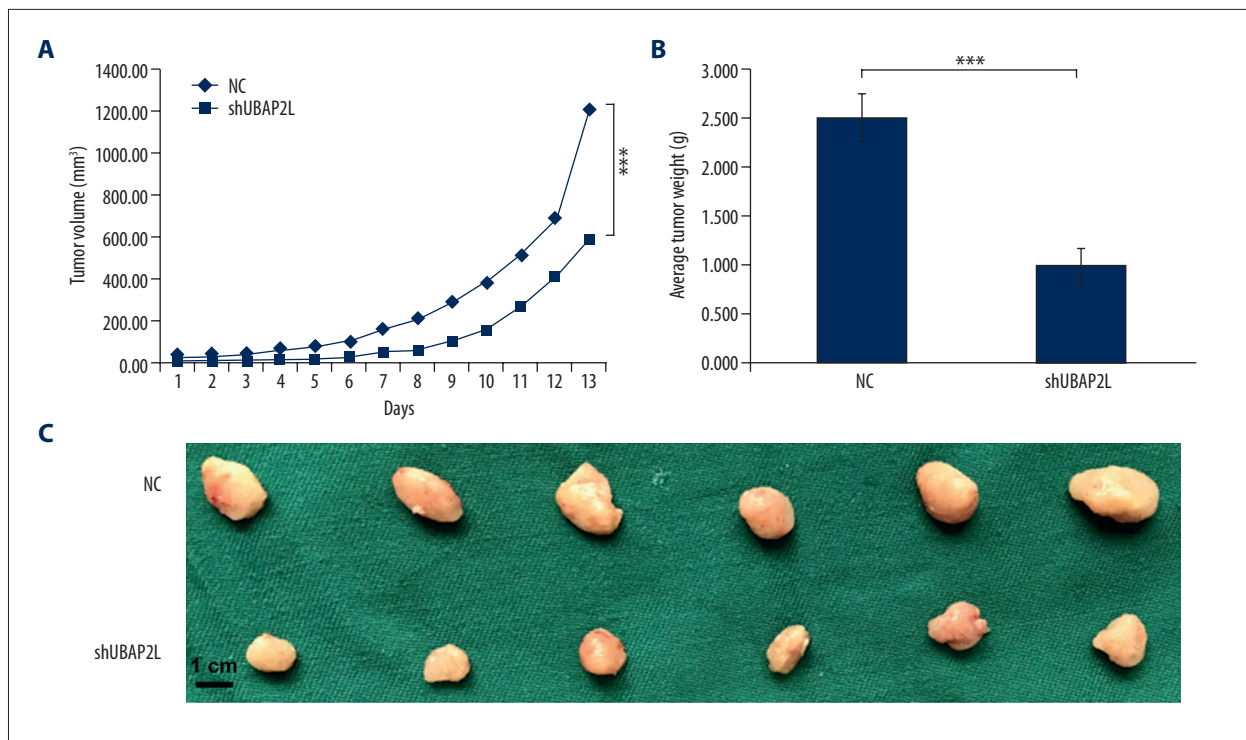 A
1400.00
1200.00
1000.00
800.00
600.00
400.00
200.00
0.00
Tumor volume (mm³)
NC
shUBAP2L
***
1 2 3 4 5 6 7 8 9 10 11 12 13
Days
B
3.000
2.500
2.000
1.500
1.000
0.500
0.000
Average tumor weight (g)
***
NC shUBAP2L
C
NC
shUBAP2L
1 cm